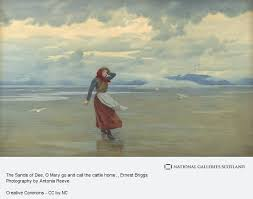 NATIONAL GALLERIES SCOTLAND
The Sands of Dee, O Mary go and call the cattle home.., Ernest Briggs
Photography by Antonia Reeve
Creative Commons - CC by NC